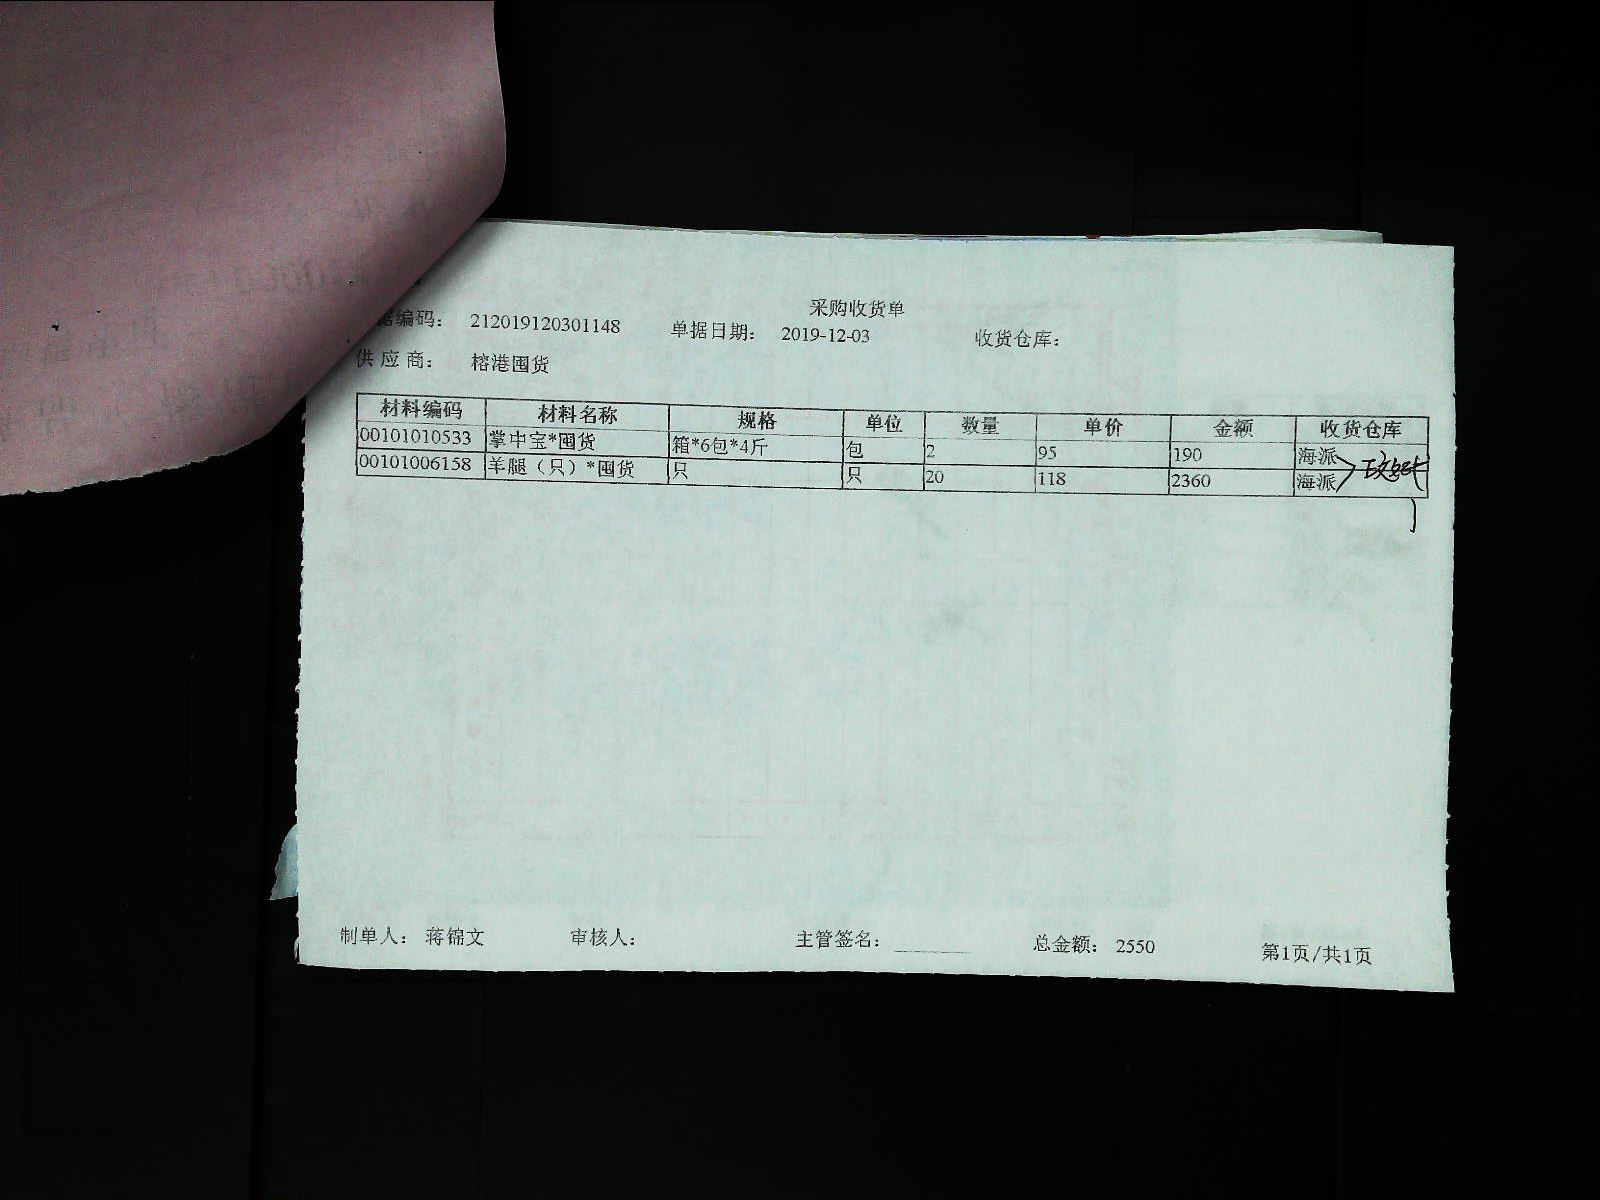 采购收货单
据编码： 212019120301148 单据日期： 2019-12-03 收货仓库：
供应商： 榕港囤货
材料编码 材料名称 规格 单位 数量 单价 金额 收货仓库
00101010533 掌中宝*囤货 箱*6包*4斤 包 2 95 190 海派
00101006158 羊腿（只）*囤货 只 只 20 118 2360 海派
制单人： 蒋锦文 审核人： 主管签名： 总金额： 2550 第1页/共1页